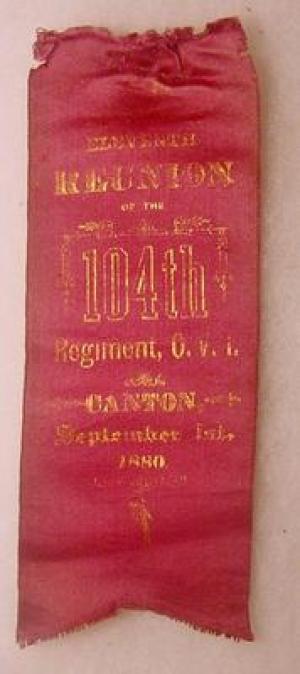 ELEVENTH
REUNION
OF THE
104th
Regiment, O. V. I.
CANTON,
September 1st,
1880